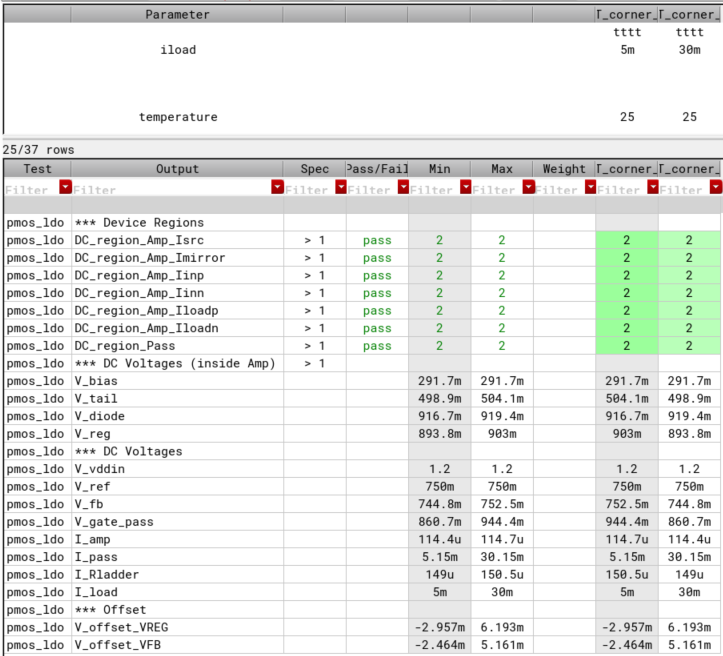 Parameter T_corner_ T_corner_
tttt tttt
iload 5m 30m
temperature 25 25
25/37 rows
Test Output Spec Pass/Fail Min Max Weight T_corner_ T_corner_
Filter Filter Filter Filter Filter Filter Filter Filter Filter
pmos_ldo *** Device Regions
pmos_ldo DC_region_Amp_Isrc > 1 pass 2 2 2 2
pmos_ldo DC_region_Amp_Imirror > 1 pass 2 2 2 2
pmos_ldo DC_region_Amp_Iinp > 1 pass 2 2 2 2
pmos_ldo DC_region_Amp_Iinn > 1 pass 2 2 2 2
pmos_ldo DC_region_Amp_Iloadp > 1 pass 2 2 2 2
pmos_ldo DC_region_Amp_Iloadn > 1 pass 2 2 2 2
pmos_ldo DC_region_Pass > 1 pass 2 2 2 2
pmos_ldo *** DC Voltages (inside Amp) > 1
pmos_ldo V_bias 291.7m 291.7m 291.7m 291.7m
pmos_ldo V_tail 498.9m 504.1m 504.1m 498.9m
pmos_ldo V_diode 916.7m 919.4m 916.7m 919.4m
pmos_ldo V_reg 893.8m 903m 903m 893.8m
pmos_ldo *** DC Voltages
pmos_ldo V_vddin 1.2 1.2 1.2 1.2
pmos_ldo V_ref 750m 750m 750m 750m
pmos_ldo V_fb 744.8m 752.5m 752.5m 744.8m
pmos_ldo V_gate_pass 860.7m 944.4m 944.4m 860.7m
pmos_ldo I_amp 114.4u 114.7u 114.7u 114.4u
pmos_ldo I_pass 5.15m 30.15m 5.15m 30.15m
pmos_ldo I_Rladder 149u 150.5u 150.5u 149u
pmos_ldo I_load 5m 30m 5m 30m
pmos_ldo *** Offset
pmos_ldo V_offset_VREG -2.957m 6.193m -2.957m 6.193m
pmos_ldo V_offset_VFB -2.464m 5.161m -2.464m 5.161m